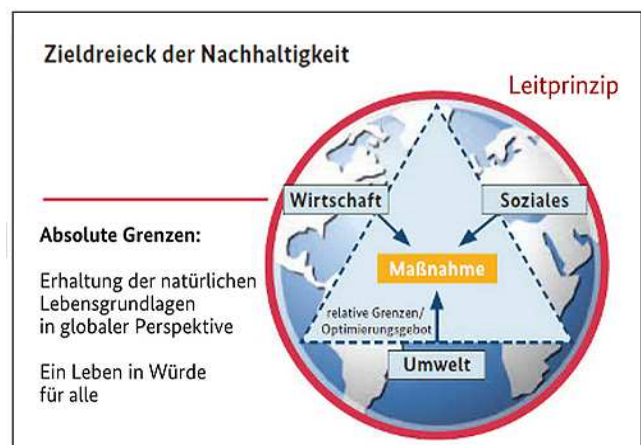 Zieldreieck der Nachhaltigkeit
Leitprinzip
Wirtschaft
Soziales
Absolute Grenzen:
Maßnahme
Erhaltung der natürlichen
Lebensgrundlagen
in globaler Perspektive
relative Grenzen/
Optimierungsgebot
Umwelt
Ein Leben in Würde
für alle